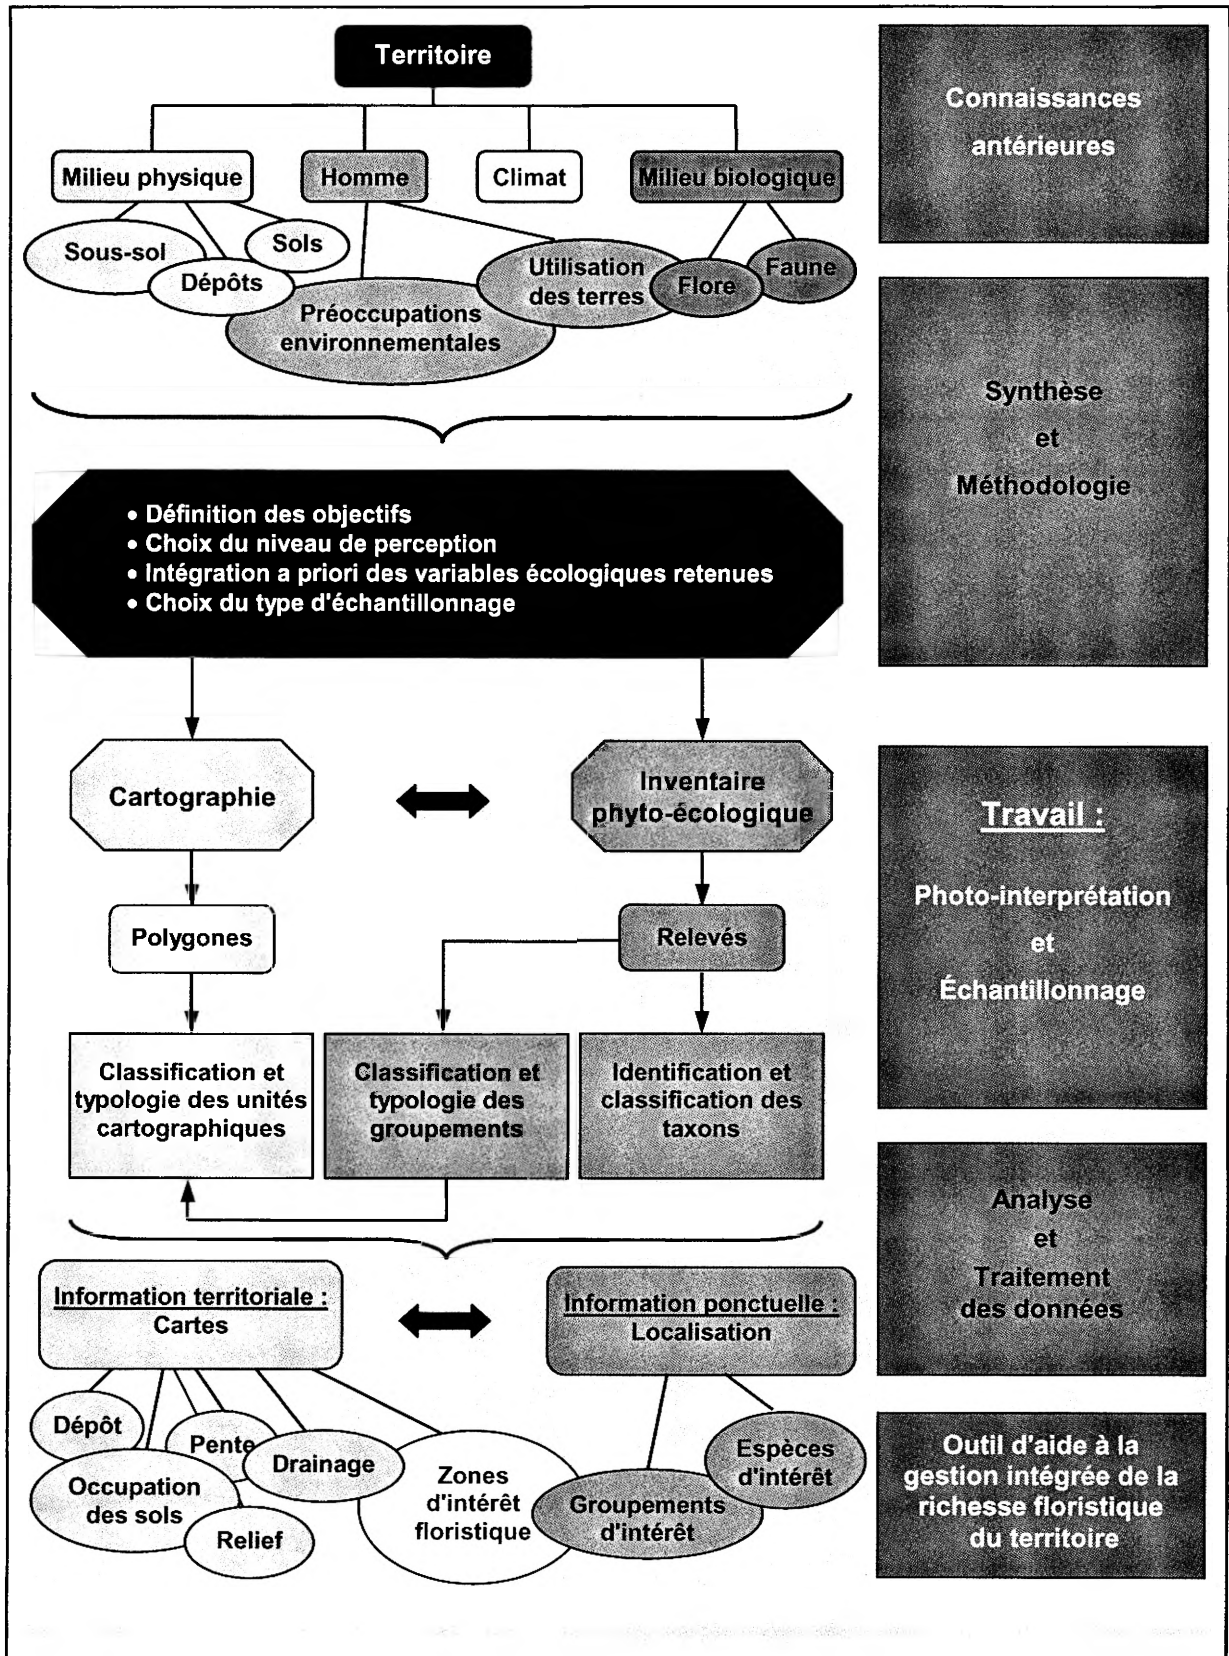 Territoire
Milieu physique
Homme
Climat
Milieu biologique
Sous-sol
Sols
Dépôts
Préoccupations
environnementales
Utilisation
des terres
Flore
Faune
Connaissances
antérieures
• Définition des objectifs
• Choix du niveau de perception
• Intégration a priori des variables écologiques retenues
• Choix du type d'échantillonnage
Synthèse
et
Méthodologie
Cartographie
Inventaire
phyto-écologique
Polygones
Relevés
Classification et
typologie des unités
cartographiques
Classification et
typologie des
groupements
Identification et
classification des
taxons
Travail :
Photo-interprétation
et
Échantillonnage
Information territoriale :
Cartes
Information ponctuelle :
Localisation
Analyse
et
Traitement
des données
Dépôt
Pente
Occupation
des sols
Relief
Drainage
Zones
d'intérêt
floristique
Groupements
d'intérêt
Espèces
d'intérêt
Outil d'aide à la
gestion intégrée de la
richesse floristique
du territoire